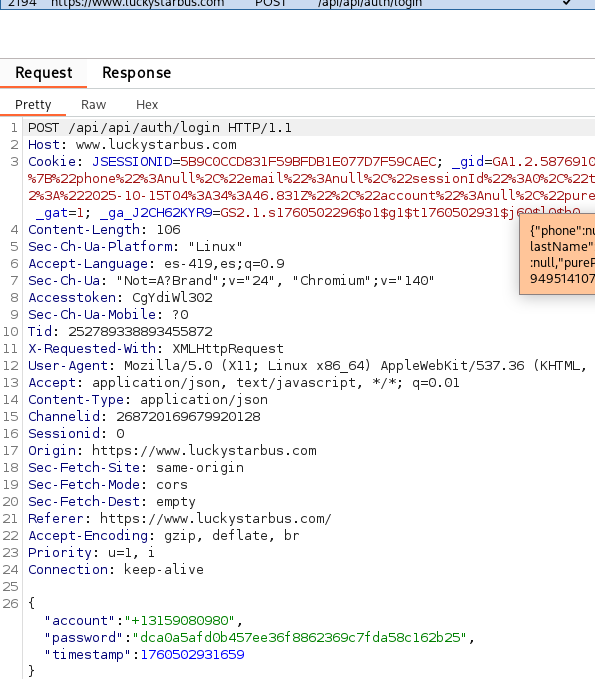 2194 https://www.luckystarbus.com POST /api/api/auth/login ✓
Request Response
Pretty Raw Hex
1 POST /api/api/auth/login HTTP/1.1
2 Host: www.luckystarbus.com
3 Cookie: JSESSIONID=5B9C0CCD831F59BFDB1E077D7F59CAEC; _gid=GA1.2.5876910
%7B%22phone%22%3Anull%2C%22email%22%3Anull%2C%22sessionId%22%3A0%2C%22t
2%3A%222025-10-15T04%3A34%3A46.831Z%22%2C%22account%22%3Anull%2C%22pure
_gat=1; _ga_J2CH62KYR9=GS2.1.s1760502296$o1$g1$t1760502931$j60$l0$h0
{"phone":nu
lastName"
:null,"pureP
949514107
4 Content-Length: 106
5 Sec-Ch-Ua-Platform: "Linux"
6 Accept-Language: es-419,es;q=0.9
7 Sec-Ch-Ua: "Not=A?Brand";v="24", "Chromium";v="140"
8 Accesstoken: CgYdiWl302
9 Sec-Ch-Ua-Mobile: ?0
10 Tid: 252789338893455872
11 X-Requested-With: XMLHttpRequest
12 User-Agent: Mozilla/5.0 (X11; Linux x86_64) AppleWebKit/537.36 (KHTML,
13 Accept: application/json, text/javascript, */*; q=0.01
14 Content-Type: application/json
15 Channelid: 268720169679920128
16 Sessionid: 0
17 Origin: https://www.luckystarbus.com
18 Sec-Fetch-Site: same-origin
19 Sec-Fetch-Mode: cors
20 Sec-Fetch-Dest: empty
21 Referer: https://www.luckystarbus.com/
22 Accept-Encoding: gzip, deflate, br
23 Priority: u=1, i
24 Connection: keep-alive
25
26 {
"account":"+13159080980",
"password":"dca0a5afd0b457ee36f8862369c7fda58c162b25",
"timestamp":1760502931659
}